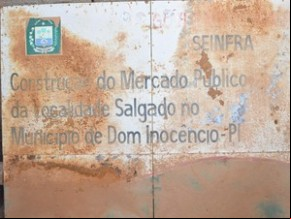 SEINFRA
Construção do Mercado Público
da Localidade Salgado no
Município de Dom Inocêncio-PI